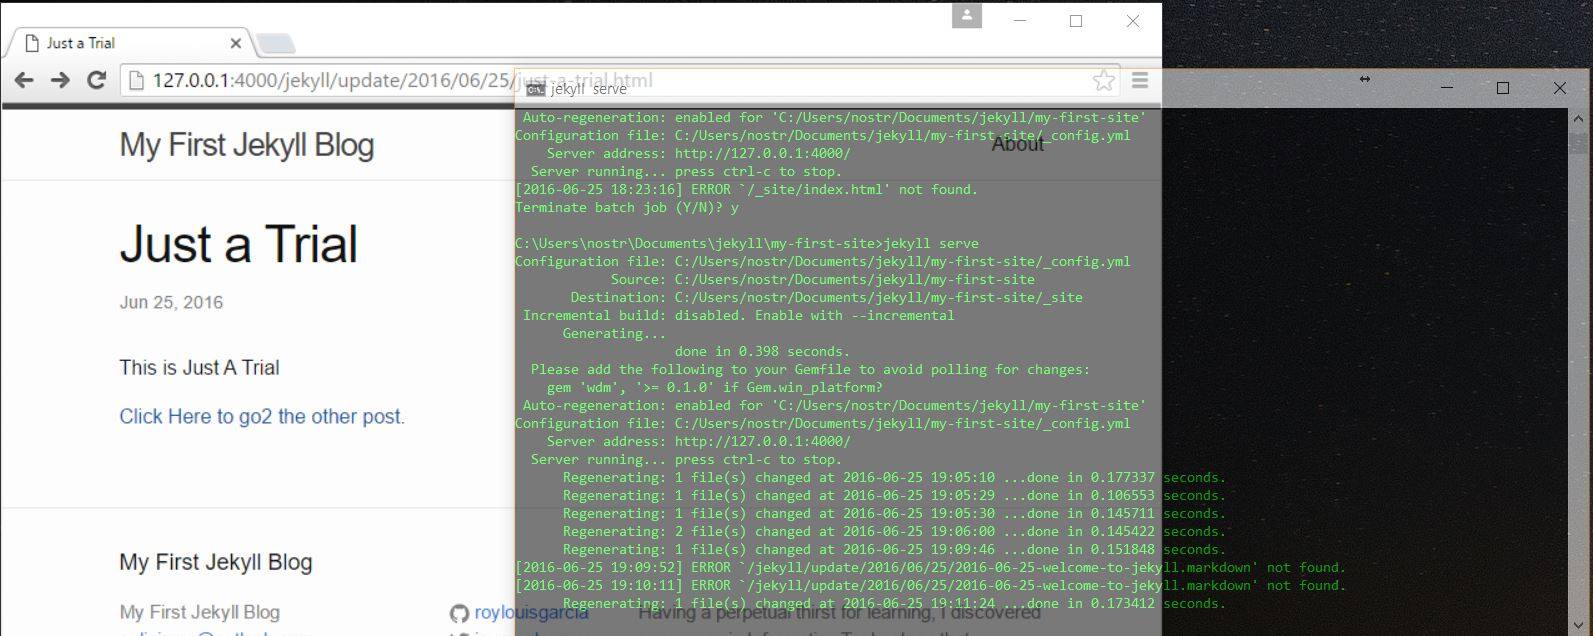 Just a Trial
127.0.0.1:4000/jekyll/update/2016/06/25/just-a-trial.html
My First Jekyll Blog
About
Just a Trial
Jun 25, 2016
This is Just A Trial
Click Here to go2 the other post.
My First Jekyll Blog
My First Jekyll Blog
roylouisgarcia
Having a perpetual thirst for learning, I discovered
jekyll serve
Auto-regeneration: enabled for 'C:/Users/nostr/Documents/jekyll/my-first-site'
Configuration file: C:/Users/nostr/Documents/jekyll/my-first-site/_config.yml
Server address: http://127.0.0.1:4000/
Server running... press ctrl-c to stop.
[2016-06-25 18:23:16] ERROR `/_site/index.html' not found.
Terminate batch job (Y/N)? y
C:\Users\nostr\Documents\jekyll\my-first-site>jekyll serve
Configuration file: C:/Users/nostr/Documents/jekyll/my-first-site/_config.yml
Source: C:/Users/nostr/Documents/jekyll/my-first-site
Destination: C:/Users/nostr/Documents/jekyll/my-first-site/_site
Incremental build: disabled. Enable with --incremental
Generating...
done in 0.398 seconds.
Please add the following to your Gemfile to avoid polling for changes:
gem 'wdm', '>= 0.1.0' if Gem.win_platform?
Auto-regeneration: enabled for 'C:/Users/nostr/Documents/jekyll/my-first-site'
Configuration file: C:/Users/nostr/Documents/jekyll/my-first-site/_config.yml
Server address: http://127.0.0.1:4000/
Server running... press ctrl-c to stop.
Regenerating: 1 file(s) changed at 2016-06-25 19:05:10 ...done in 0.177337 seconds.
Regenerating: 1 file(s) changed at 2016-06-25 19:05:29 ...done in 0.106553 seconds.
Regenerating: 1 file(s) changed at 2016-06-25 19:05:30 ...done in 0.145711 seconds.
Regenerating: 2 file(s) changed at 2016-06-25 19:06:00 ...done in 0.145422 seconds.
Regenerating: 1 file(s) changed at 2016-06-25 19:09:46 ...done in 0.151848 seconds.
[2016-06-25 19:09:52] ERROR `/jekyll/update/2016/06/25/2016-06-25-welcome-to-jekyll.markdown' not found.
[2016-06-25 19:10:11] ERROR `/jekyll/update/2016/06/25/2016-06-25-welcome-to-jekyll.markdown' not found.
Regenerating: 1 file(s) changed at 2016-06-25 19:11:24 ...done in 0.173412 seconds.